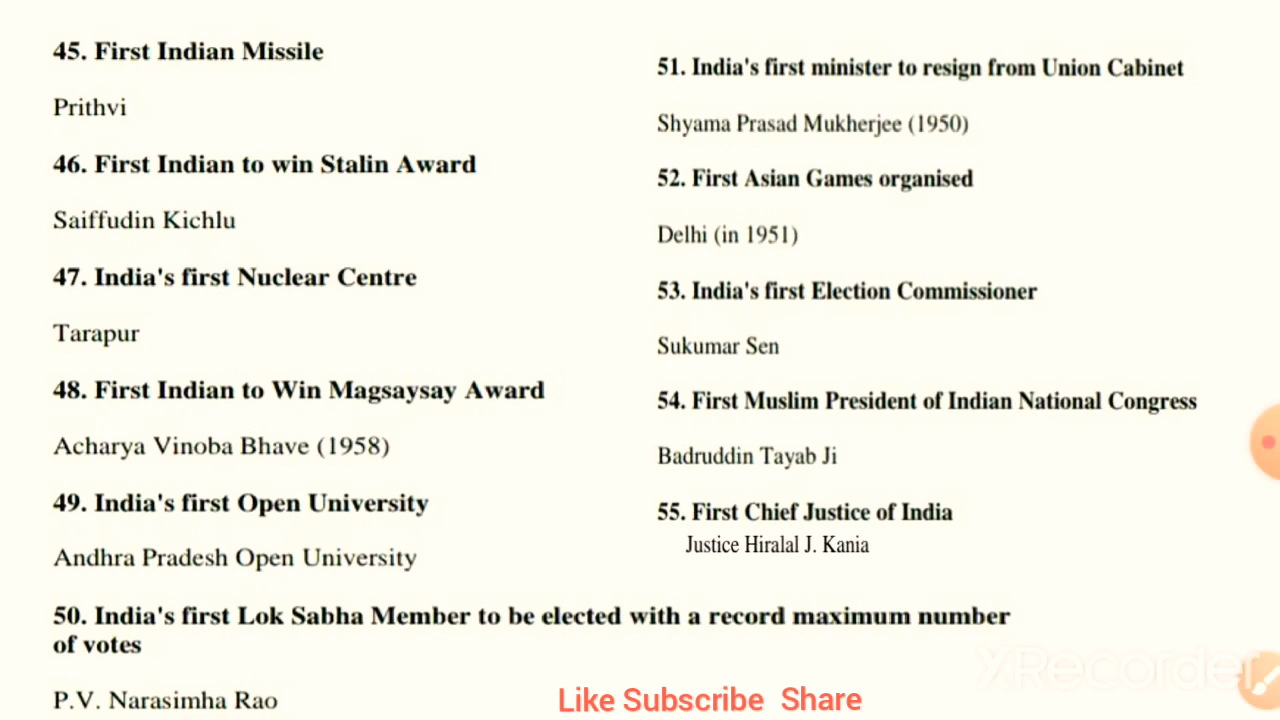 45. First Indian Missile
Prithvi
46. First Indian to win Stalin Award
Saiffudin Kichlu
47. India's first Nuclear Centre
Tarapur
48. First Indian to Win Magsaysay Award
Acharya Vinoba Bhave (1958)
49. India's first Open University
Andhra Pradesh Open University
50. India's first Lok Sabha Member to be elected with a record maximum number
of votes
P.V. Narasimha Rao
51. India's first minister to resign from Union Cabinet
Shyama Prasad Mukherjee (1950)
52. First Asian Games organised
Delhi (in 1951)
53. India's first Election Commissioner
Sukumar Sen
54. First Muslim President of Indian National Congress
Badruddin Tayab Ji
55. First Chief Justice of India
Justice Hiralal J. Kania
Like Subscribe Share
XRecorder